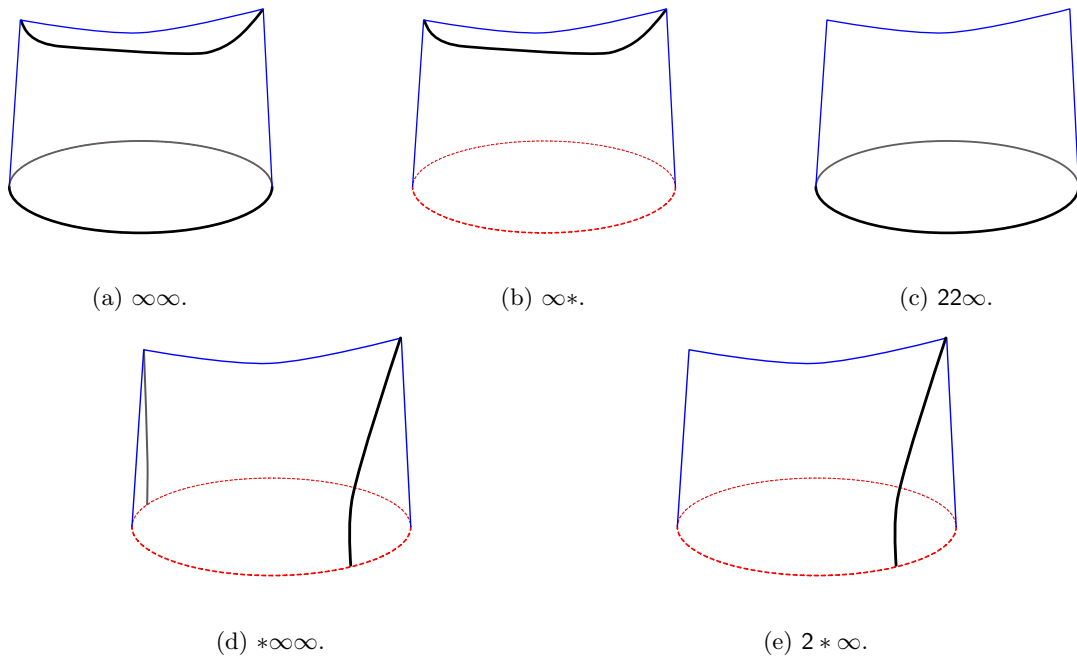 (a) ∞∞.
(b) ∞*.
(c) 22∞.
(d) *∞∞.
(e) 2 * ∞.